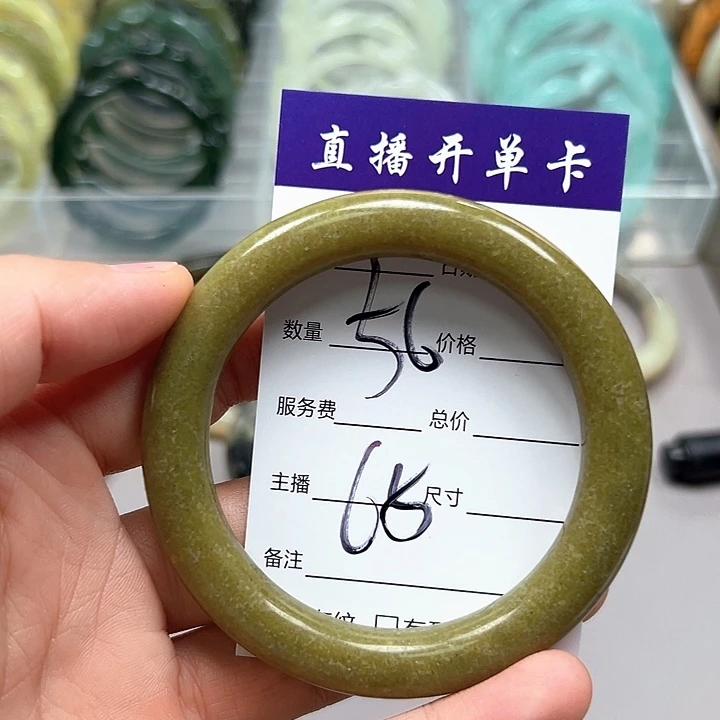 直播开单卡
数量 56 价格
服务费 总价
主播 68 尺寸
备注